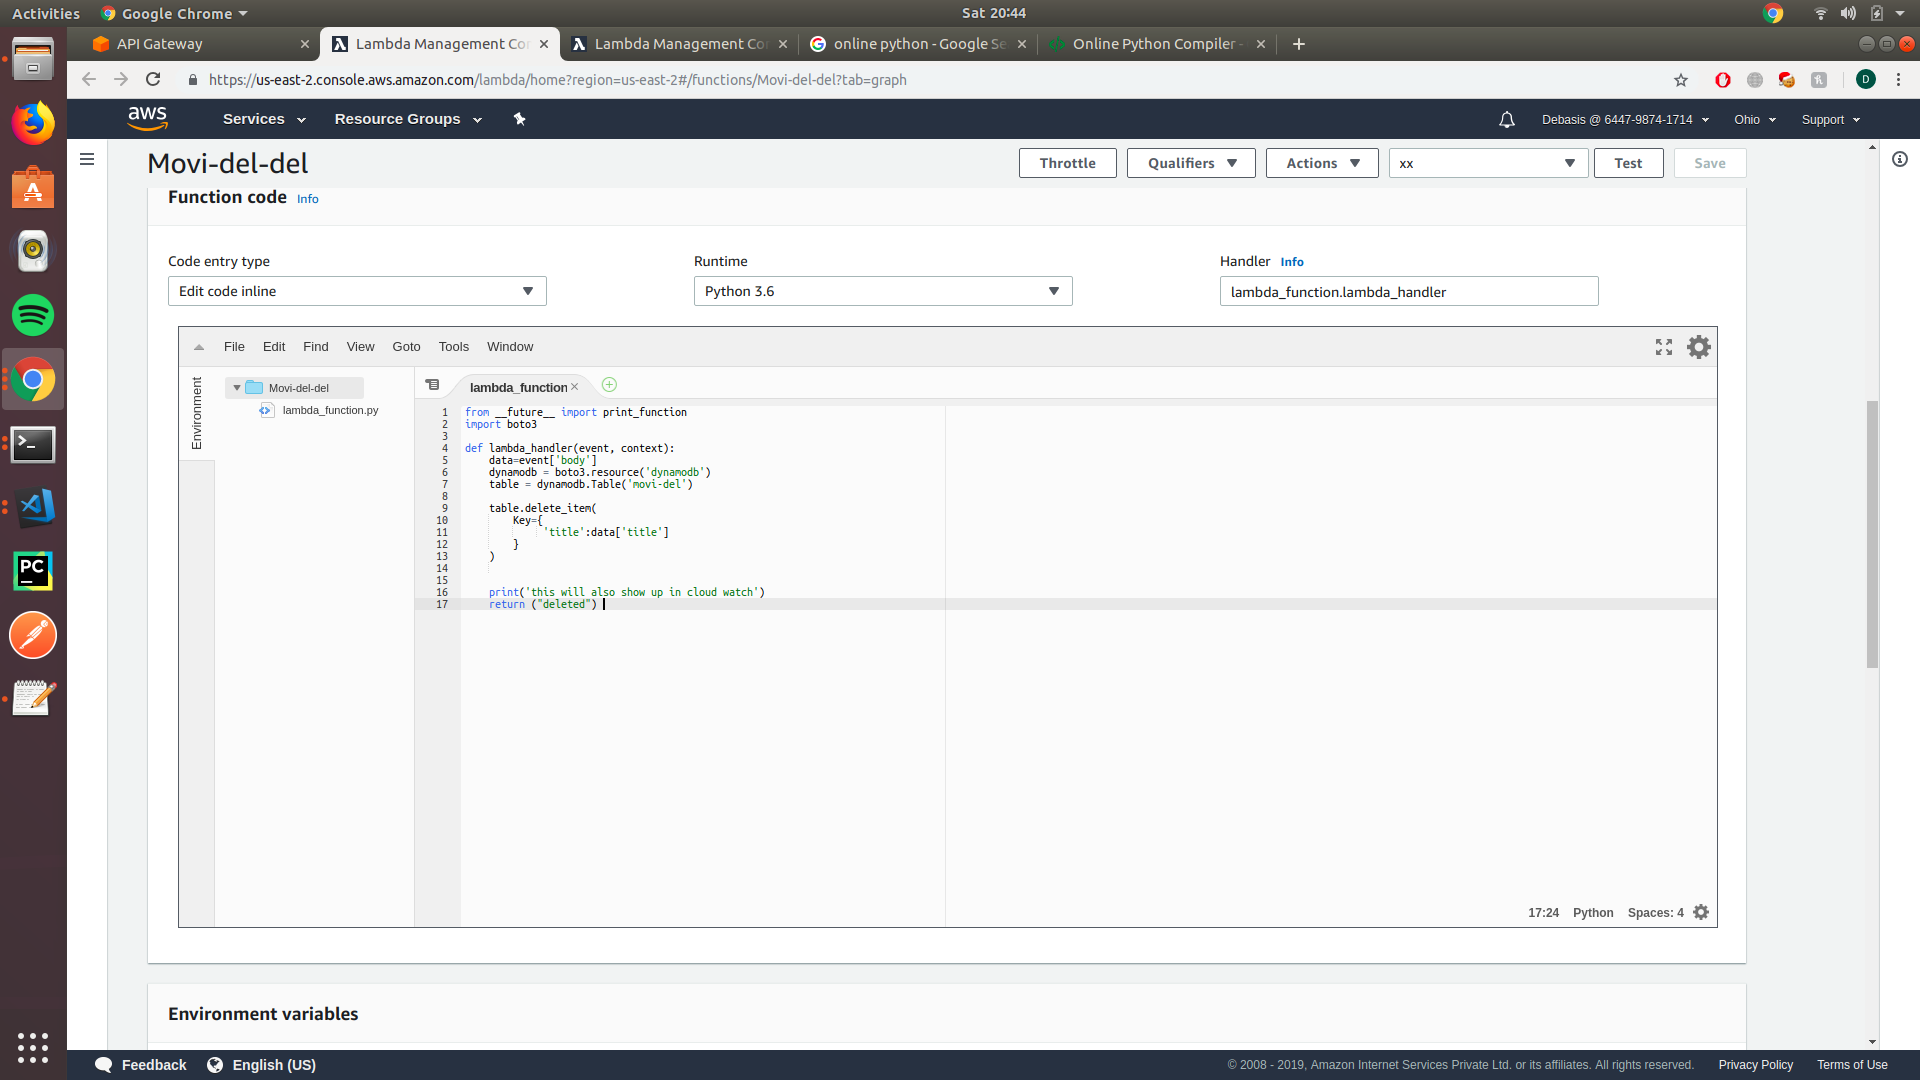 Activities Google Chrome Sat 20:44
API Gateway Lambda Management Co Lambda Management Co online python - Google Se Online Python Compiler -
https://us-east-2.console.aws.amazon.com/lambda/home?region=us-east-2#/functions/Movi-del-del?tab=graph D
aws Services Resource Groups Debasis @ 6447-9874-1714 Ohio Support
Movi-del-del Throttle Qualifiers Actions xx Test Save
Function code Info
Code entry type Runtime Handler Info
Edit code inline Python 3.6 lambda_function.lambda_handler
File Edit Find View Goto Tools Window
Environment
Movi-del-del lambda_function
lambda_function.py
1 from __future__ import print_function
2 import boto3
3
4 def lambda_handler(event, context):
5 data=event['body']
6 dynamodb = boto3.resource('dynamodb')
7 table = dynamodb.Table('movi-del')
8
9 table.delete_item(
10 Key={
11 'title':data['title']
12 }
13 )
14
15
16 print('this will also show up in cloud watch')
17 return ("deleted")
17:24 Python Spaces: 4
Environment variables
Feedback English (US) © 2008 - 2019, Amazon Internet Services Private Ltd. or its affiliates. All rights reserved. Privacy Policy Terms of Use
PC